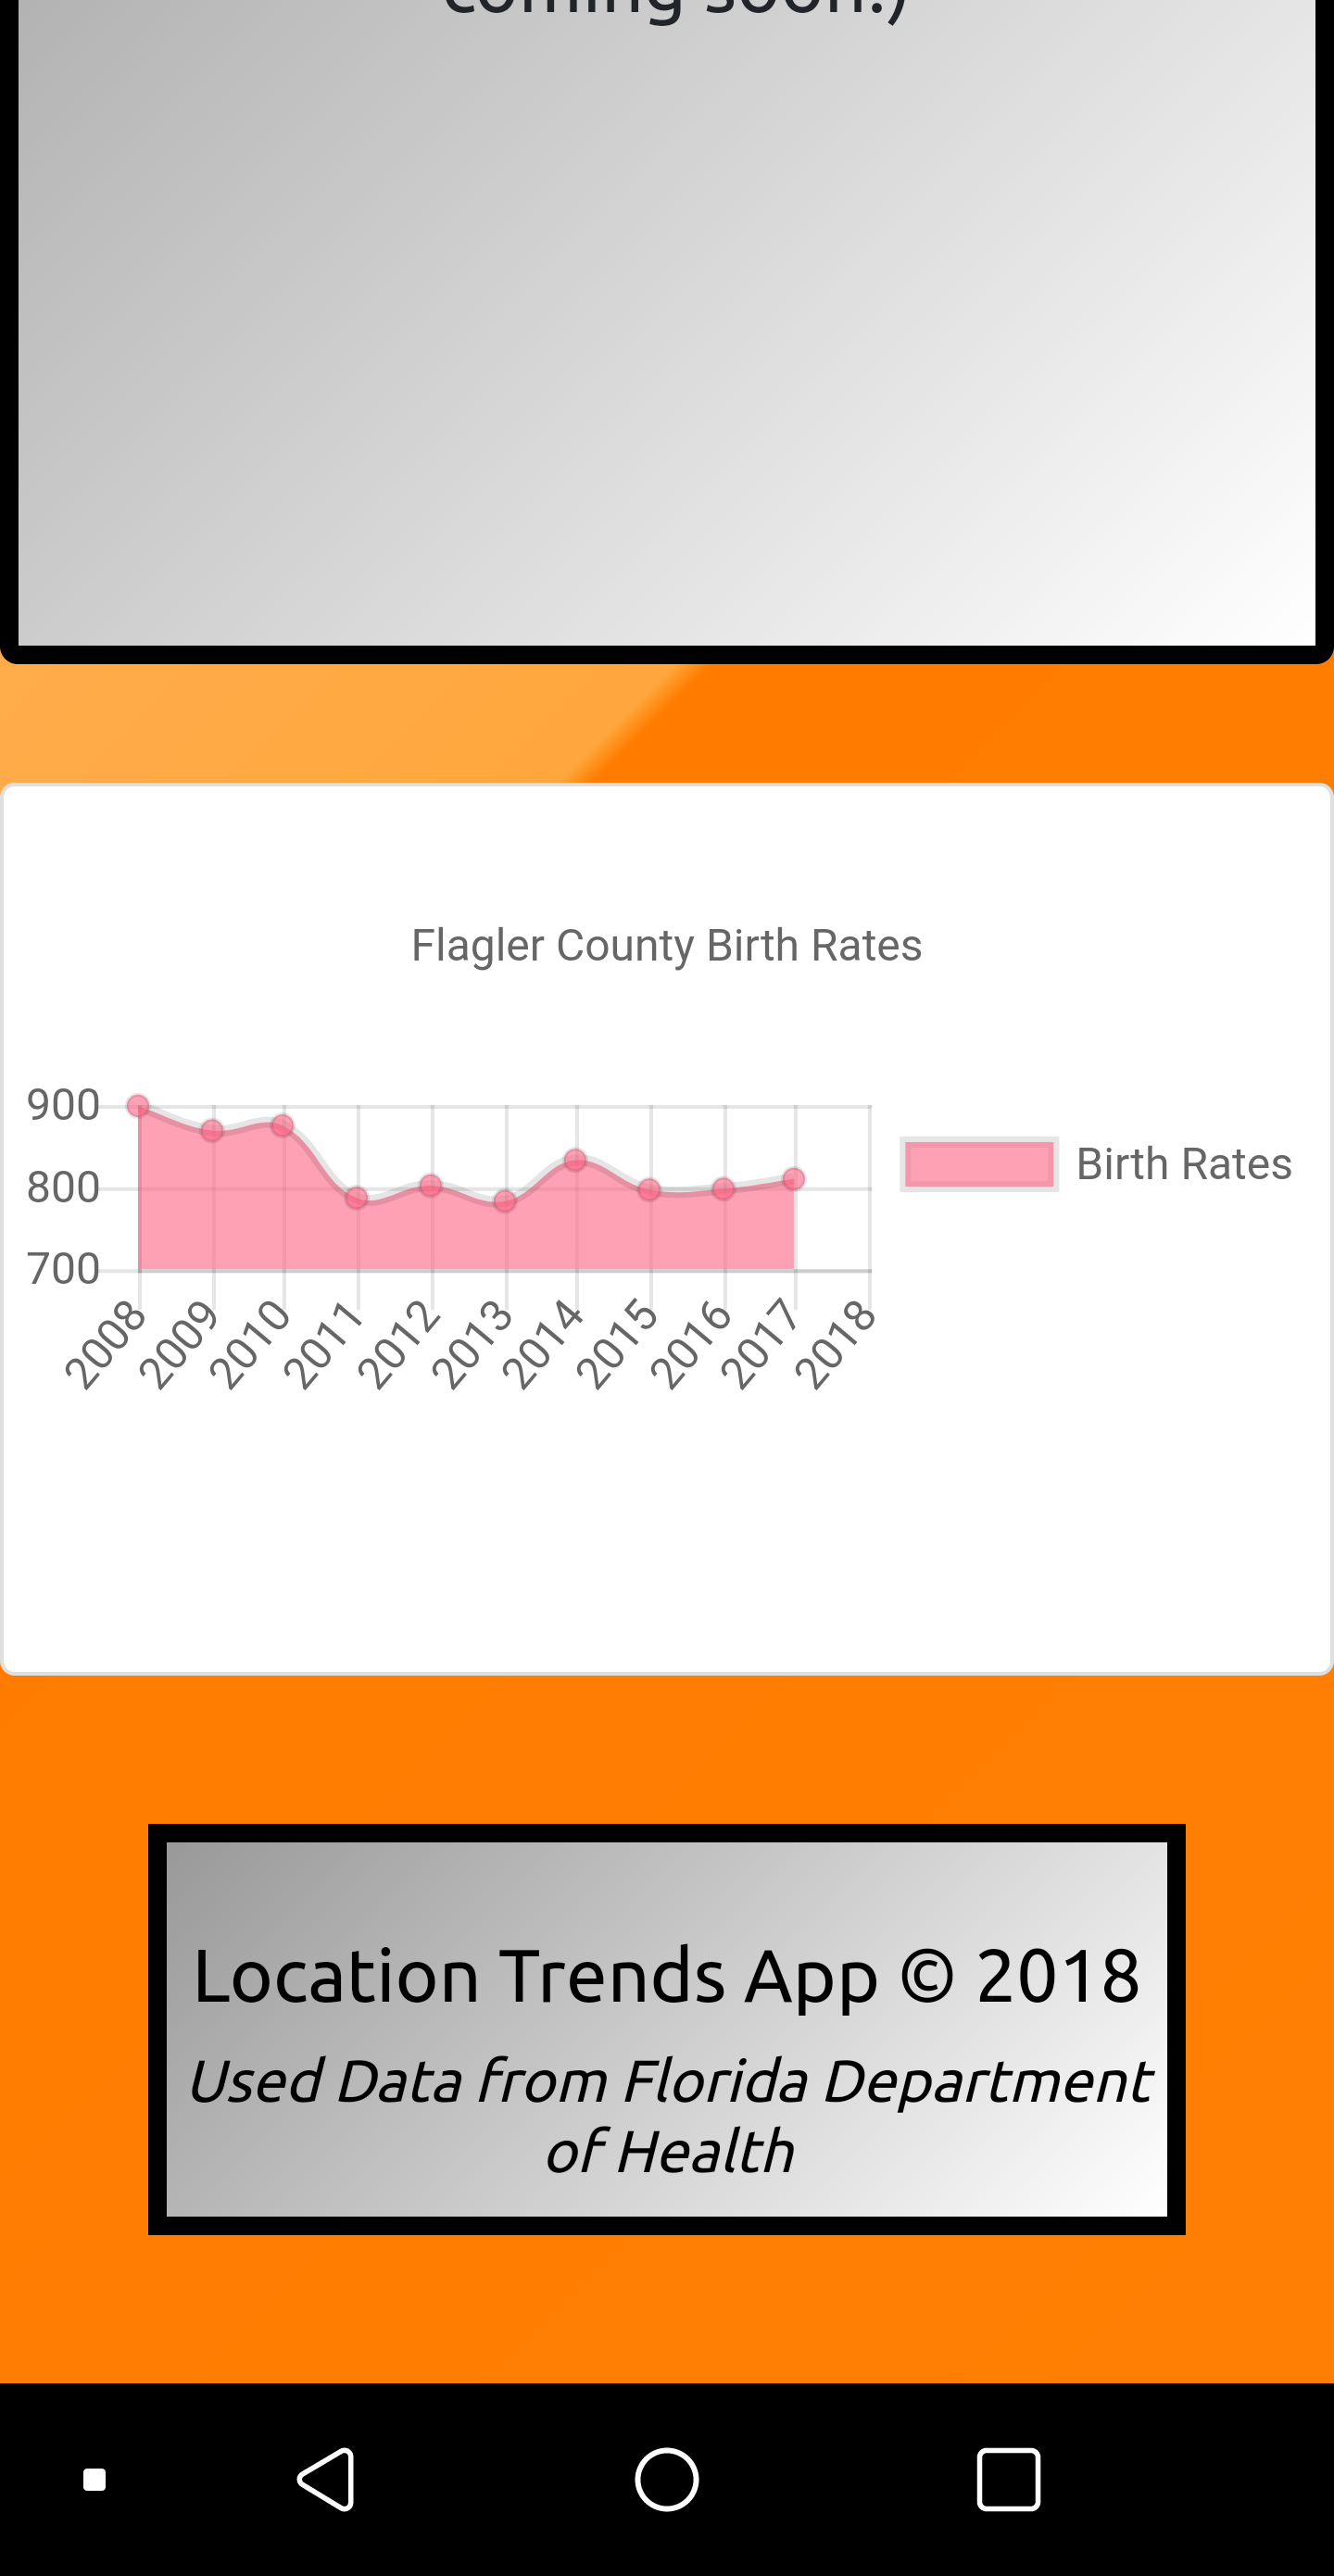 coming soon!)
Flagler County Birth Rates
900
800
700
Birth Rates
2008
2009
2010
2011
2012
2013
2014
2015
2016
2017
2018
Location Trends App © 2018
Used Data from Florida Department
of Health